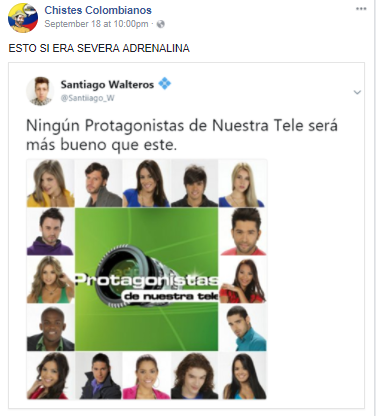 Chistes Colombianos
September 18 at 10:00pm ·
ESTO SI ERA SEVERA ADRENALINA
Santiago Walteros
@Santiiago_W
Ningún Protagonistas de Nuestra Tele será
más bueno que este.
Protagonistas
de nuestra tele